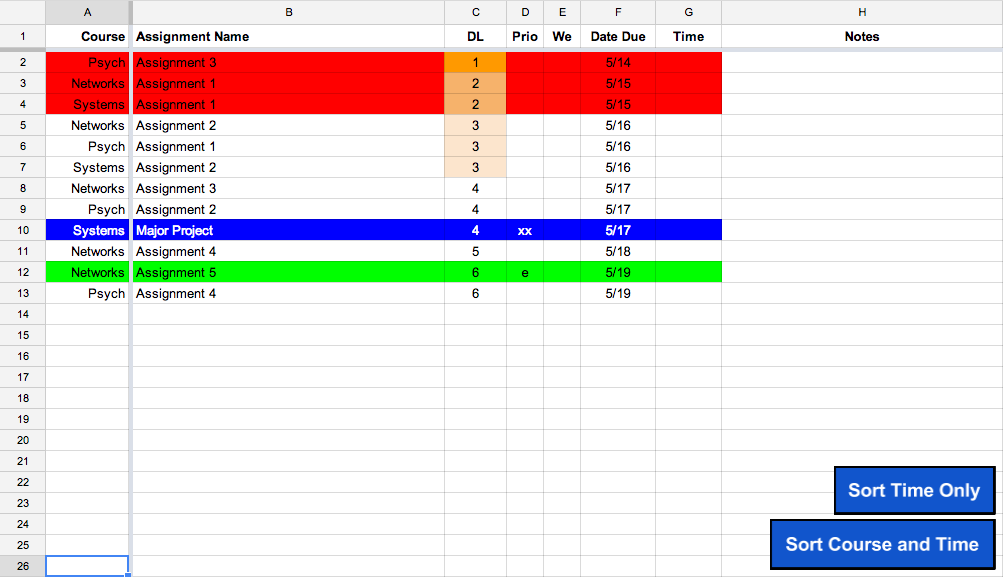 A B C D E F G H
1 Course Assignment Name DL Prio We Date Due Time Notes
2 Psych Assignment 3 1 5/14
3 Networks Assignment 1 2 5/15
4 Systems Assignment 1 2 5/15
5 Networks Assignment 2 3 5/16
6 Psych Assignment 1 3 5/16
7 Systems Assignment 2 3 5/16
8 Networks Assignment 3 4 5/17
9 Psych Assignment 2 4 5/17
10 Systems Major Project 4 xx 5/17
11 Networks Assignment 4 5 5/18
12 Networks Assignment 5 6 e 5/19
13 Psych Assignment 4 6 5/19
14
15
16
17
18
19
20
21
22
Sort Time Only
23
24
25
Sort Course and Time
26